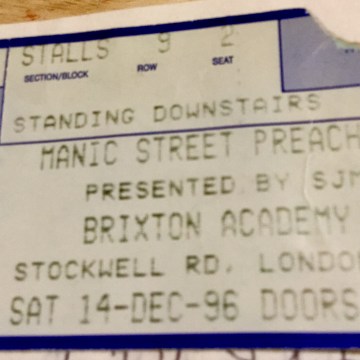 STALLS 9 2
SECTION/BLOCK ROW SEAT
STANDING DOWNSTAIRS
MANIC STREET PREACH
PRESENTED BY SJM
BRIXTON ACADEMY
STOCKWELL RD, LONDO
SAT 14-DEC-96 DOORS